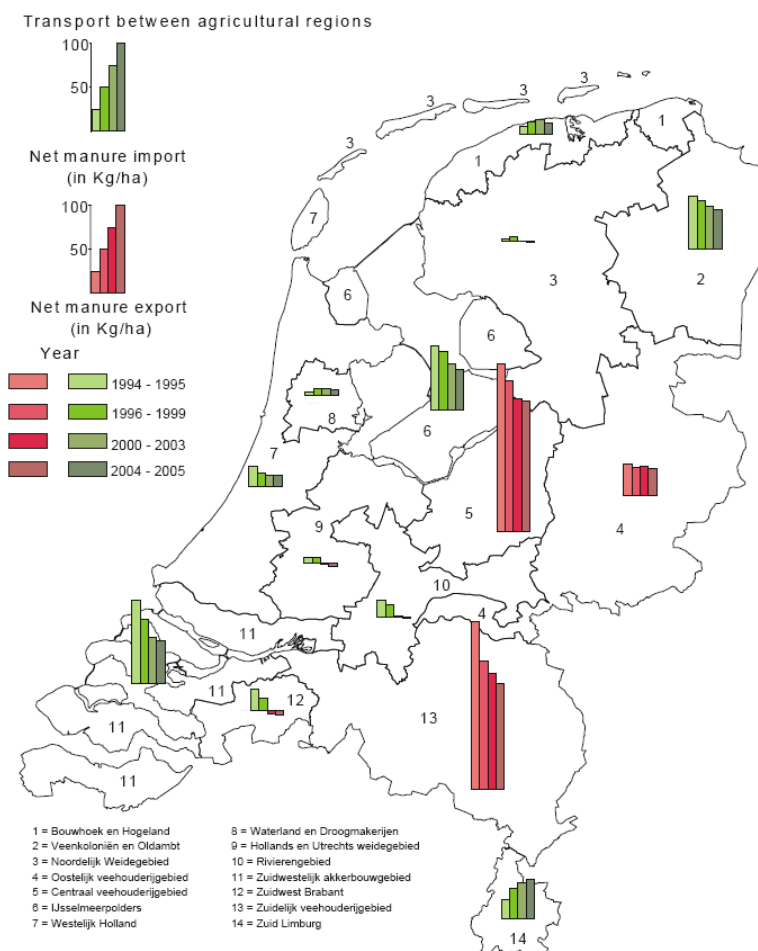 Transport between agricultural regions
100
50
Net manure import
(in Kg/ha)
100
50
Net manure export
(in Kg/ha)
Year
1994 - 1995
1996 - 1999
2000 - 2003
2004 - 2005
3
3
3
3
1
1
7
2
3
6
6
8
6
7
5
4
9
10
4
11
11
12
13
11
11
14
1 = Bouwhoek en Hogeland
2 = Veenkoloniën en Oldambt
3 = Noordelijk Weidegebied
4 = Oostelijk veehouderijgebied
5 = Centraal veehouderijgebied
6 = IJsselmeerpolders
7 = Westelijk Holland
8 = Waterland en Droogmakerijen
9 = Hollands en Utrechts weidegebied
10 = Rivierengebied
11 = Zuidwestelijk akkerbouwgebied
12 = Zuidwest Brabant
13 = Zuidelijk veehouderijgebied
14 = Zuid Limburg